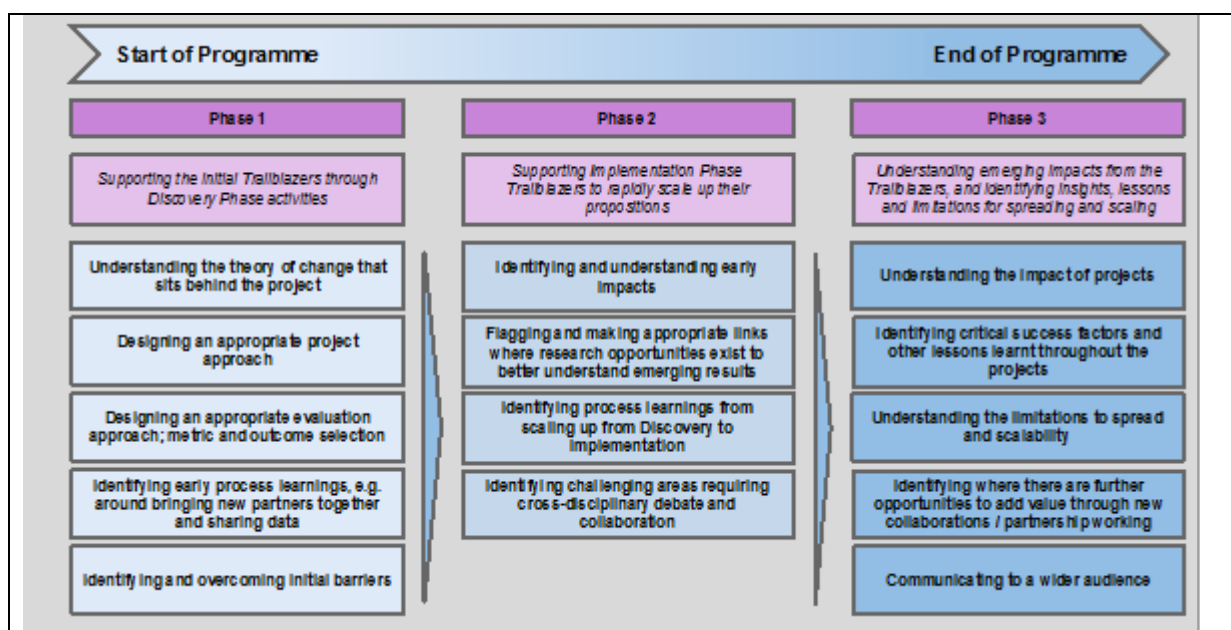 Start of Programme
End of Programme
Phase 1
Supporting the Initial Trailblazers through
Discovery Phase activities
Understanding the theory of change that
sits behind the project
Designing an appropriate project
approach
Designing an appropriate evaluation
approach; metric and outcome selection
Identifying early process learnings, e.g.
around bringing new partners together
and sharing data
Identifying and overcoming initial barriers
Phase 2
Supporting Implementation Phase
Trailblazers to rapidly scale up their
propositions
Identifying and understanding early
impacts
Flagging and making appropriate links
where research opportunities exist to
better understand emerging results
Identifying process learnings from
scaling up from Discovery to
Implementation
Identifying challenging areas requiring
cross-disciplinary debate and
collaboration
Phase 3
Understanding emerging impacts from the
Trailblazers, and identifying insights, lessons
and limitations for spreading and scaling
Understanding the impact of projects
Identifying critical success factors and
other lessons learnt throughout the
projects
Understanding the limitations to spread
and scalability
Identifying where there are further
opportunities to add value through new
collaborations / partnership working
Communicating to a wider audience